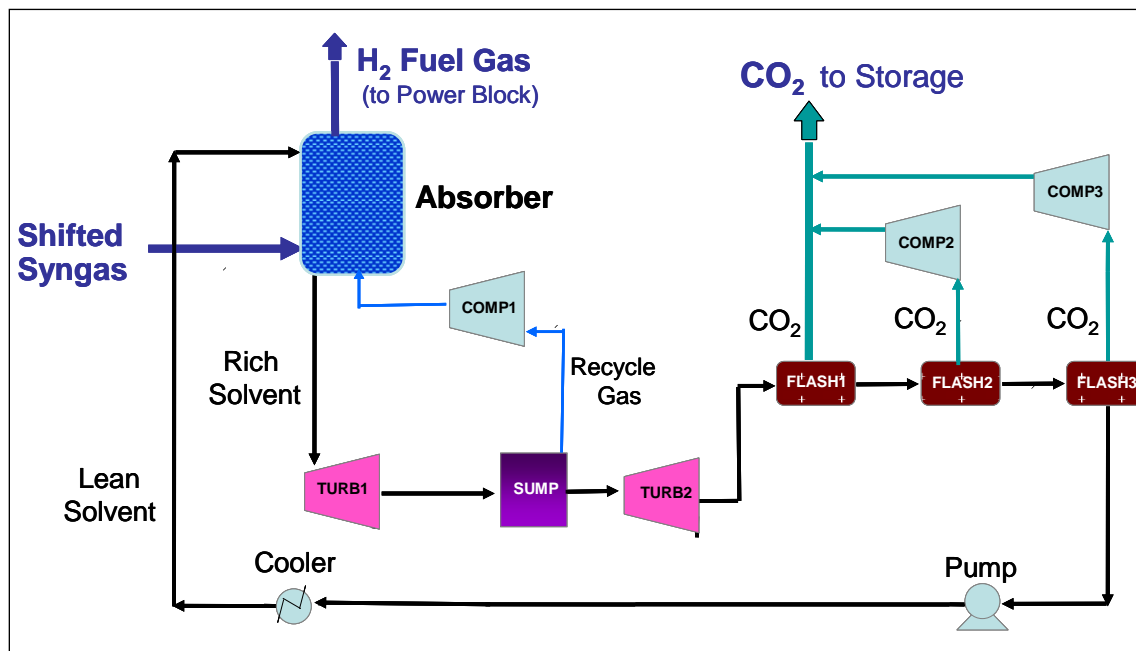 H₂ Fuel Gas
(to Power Block)
CO₂ to Storage
Absorber
COMP3
COMP2
Shifted
Syngas
COMP1
CO₂
CO₂
CO₂
Rich
Solvent
Recycle
Gas
FLASH1
FLASH2
FLASH3
Lean
Solvent
TURB1
SUMP
TURB2
Cooler
Pump